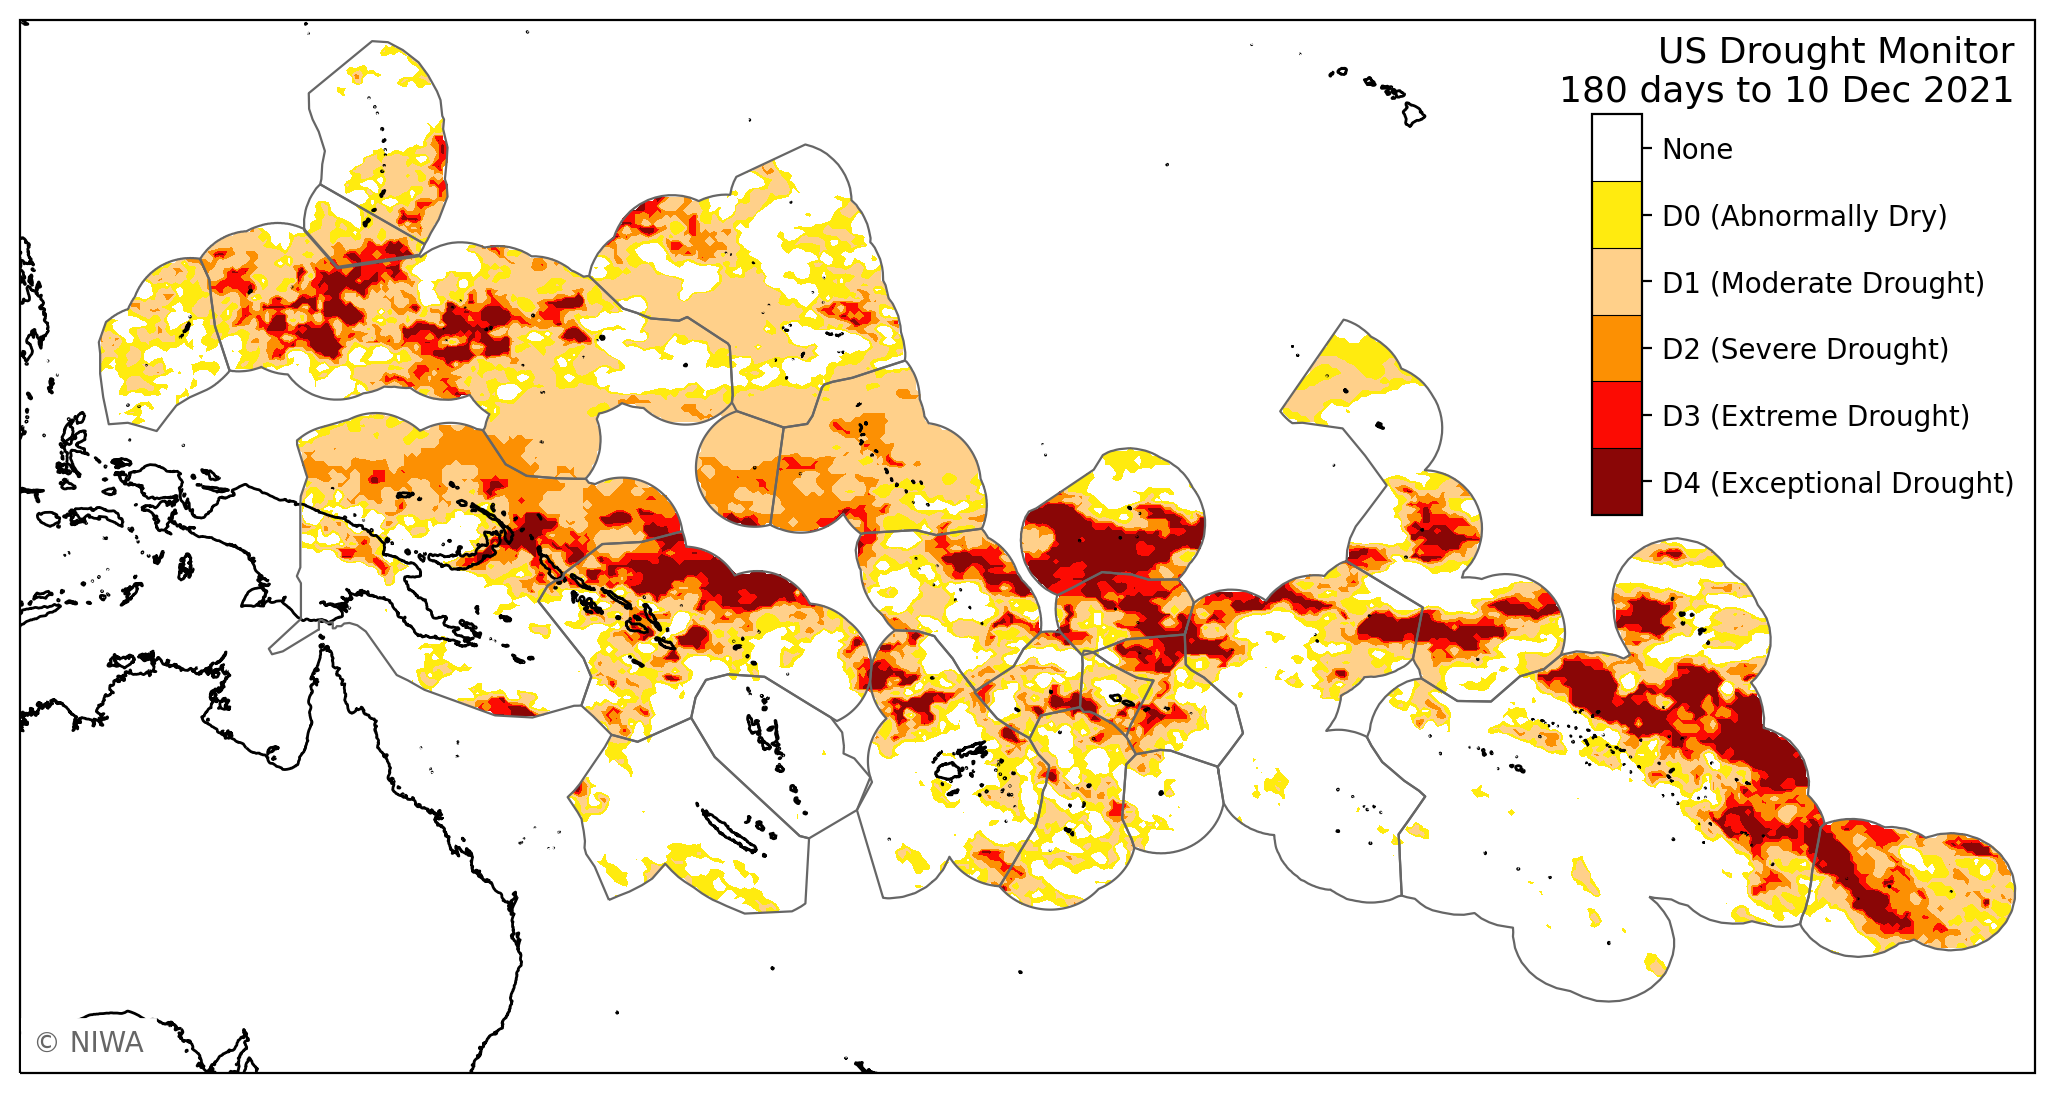 US Drought Monitor
180 days to 10 Dec 2021
None
D0 (Abnormally Dry)
D1 (Moderate Drought)
D2 (Severe Drought)
D3 (Extreme Drought)
D4 (Exceptional Drought)
© NIWA